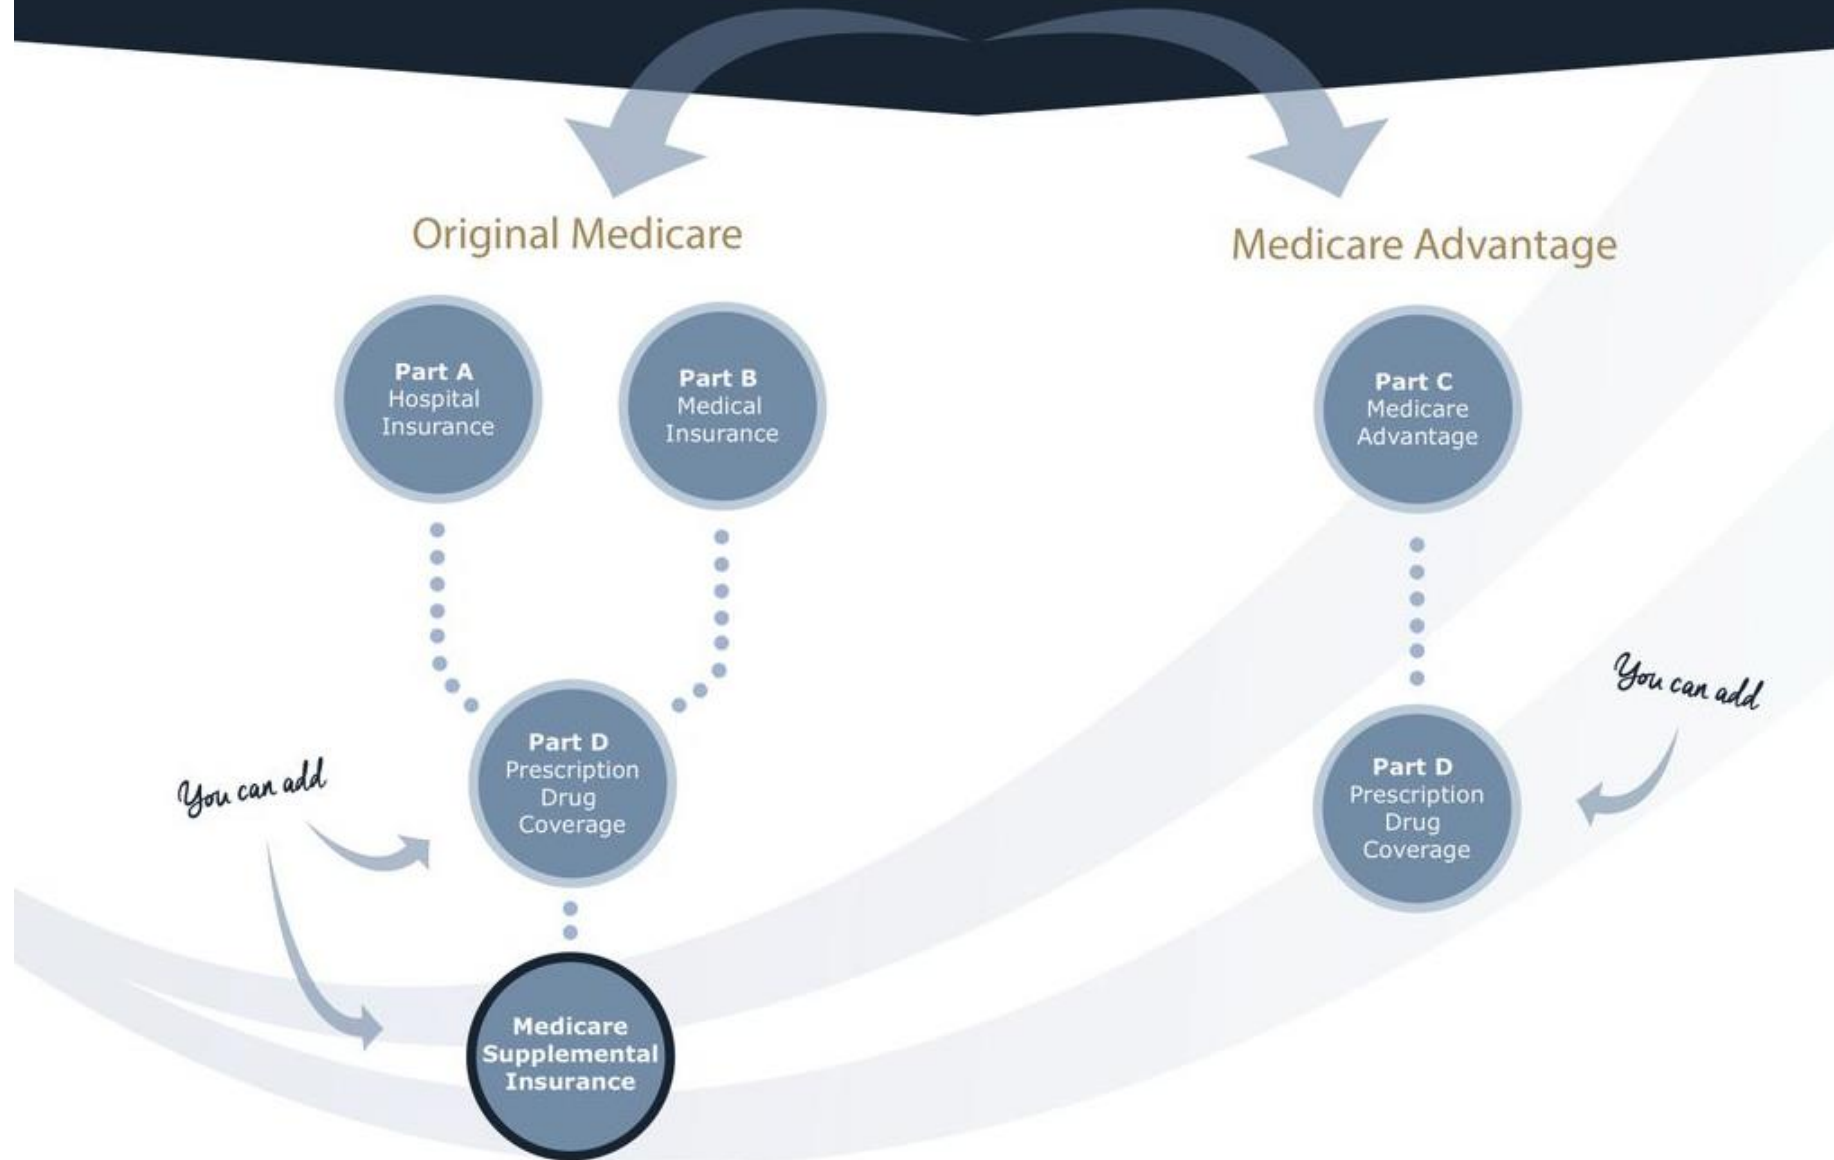 Original Medicare
Part A
Hospital
Insurance
Part B
Medical
Insurance
You can add
Part D
Prescription
Drug
Coverage
Medicare
Supplemental
Insurance
Medicare Advantage
Part C
Medicare
Advantage
You can add
Part D
Prescription
Drug
Coverage